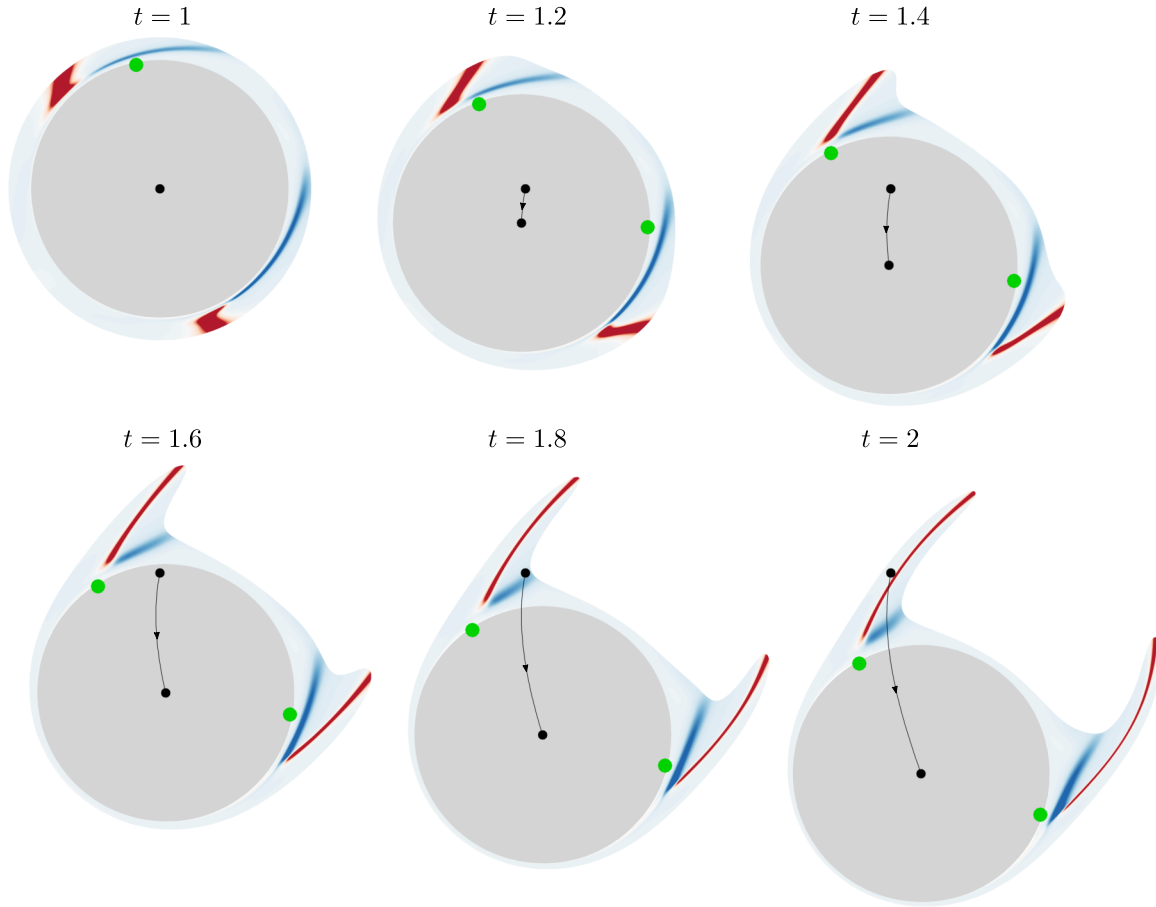 t = 1
t = 1.2
t = 1.4
t = 1.6
t = 1.8
t = 2